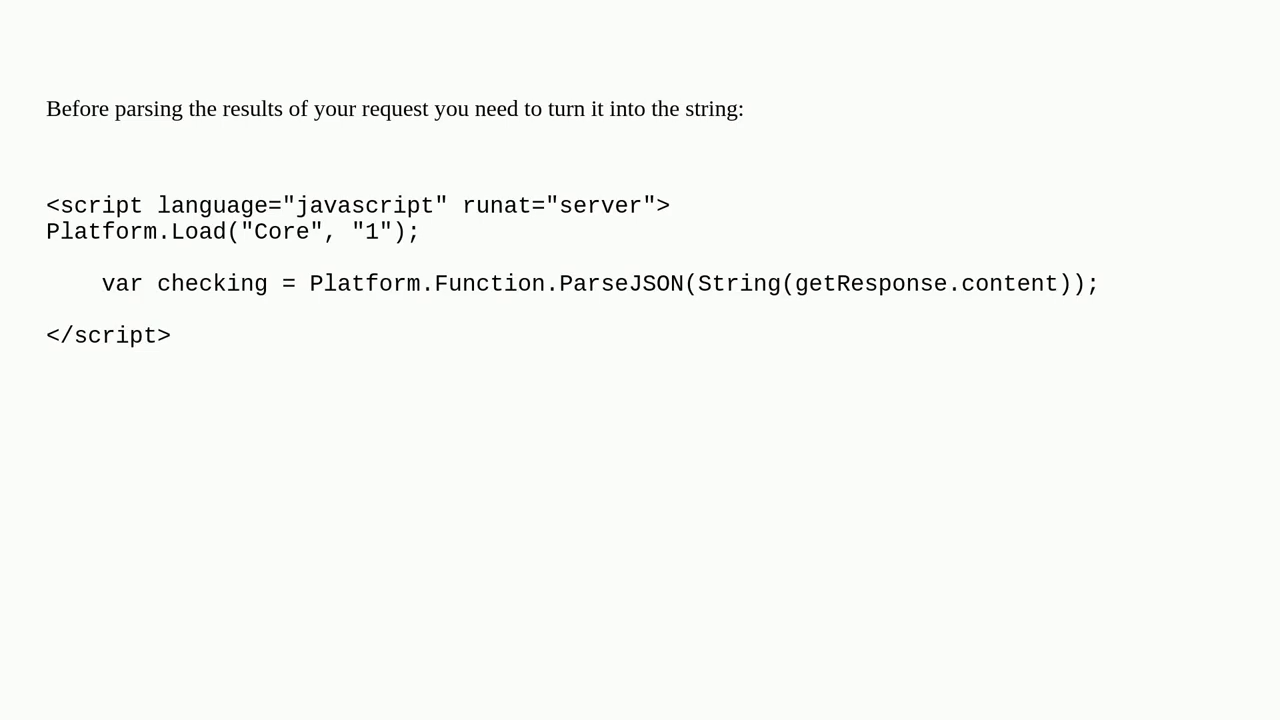 Before parsing the results of your request you need to turn it into the string:
<script language="javascript" runat="server">
Platform.Load("Core", "1");
var checking = Platform.Function.ParseJSON(String(getResponse.content));
</script>